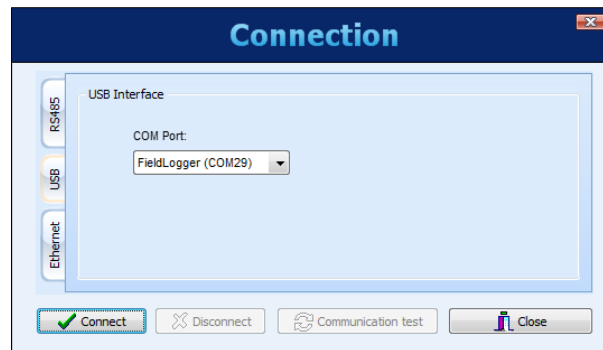 Connection
RS485
USB
Ethernet
USB Interface
COM Port:
FieldLogger (COM29)
Connect
Disconnect
Communication test
Close